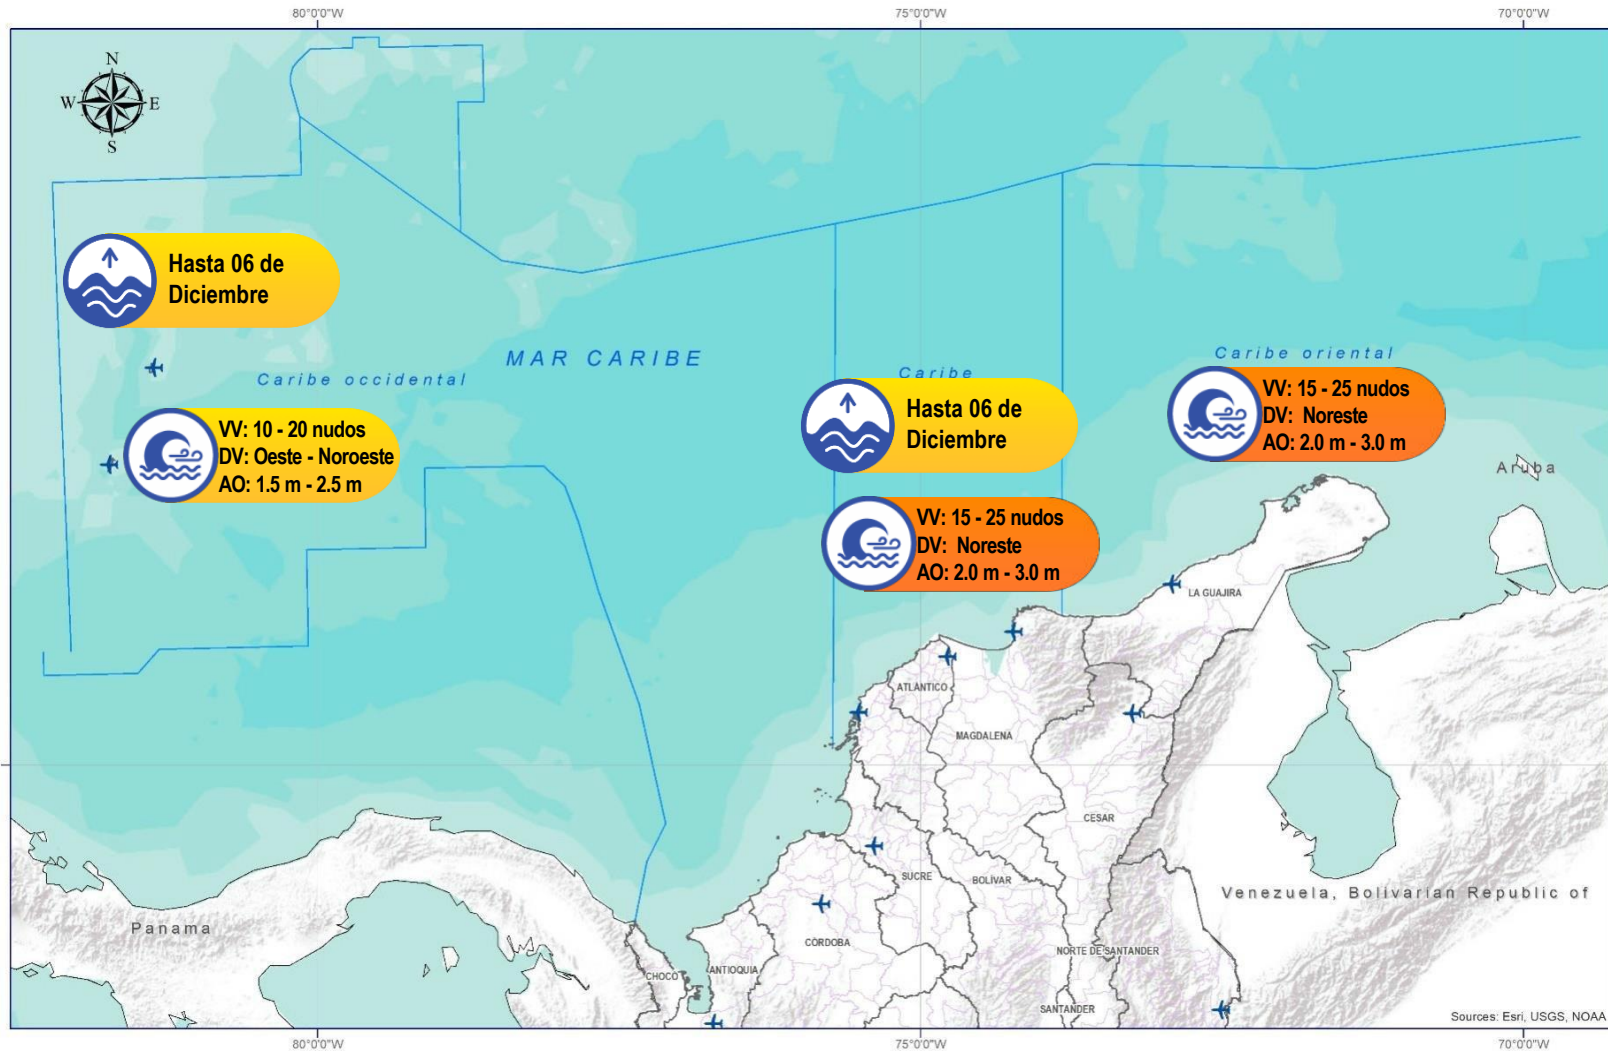 80°0'0"W
75°0'0"W
70°0'0"W
N
W
E
S
Hasta 06 de
Diciembre
MAR CARIBE
Caribe occidental
Caribe
Caribe oriental
VV: 10 - 20 nudos
DV: Oeste - Noroeste
AO: 1.5 m - 2.5 m
Hasta 06 de
Diciembre
VV: 15 - 25 nudos
DV: Noreste
AO: 2.0 m - 3.0 m
VV: 15 - 25 nudos
DV: Noreste
AO: 2.0 m - 3.0 m
Aruba
LA GUAJIRA
ATLÁNTICO
MAGDALENA
CESAR
SUCRE
BOLÍVAR
Venezuela, Bolivarian Republic of
Panama
CÓRDOBA
NORTE DE SANTANDER
CHOCÓ
ANTIOQUIA
SANTANDER
Sources: Esri, USGS, NOAA
80°0'0"W
75°0'0"W
70°0'0"W